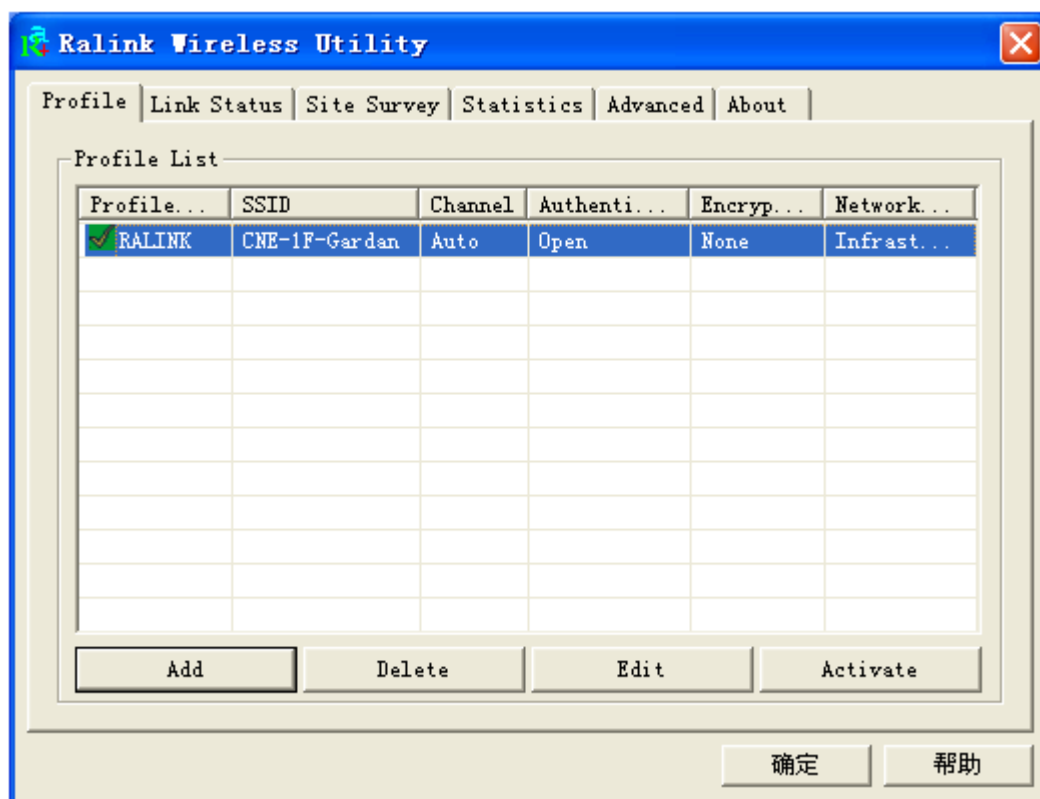 Ralink Wireless Utility
Profile Link Status Site Survey Statistics Advanced About
Profile List
Profile... SSID Channel Authenti... Encryp... Network...
RALINK CNE-1F-Gardan Auto Open None Infrast...
Add Delete Edit Activate
确定 帮助